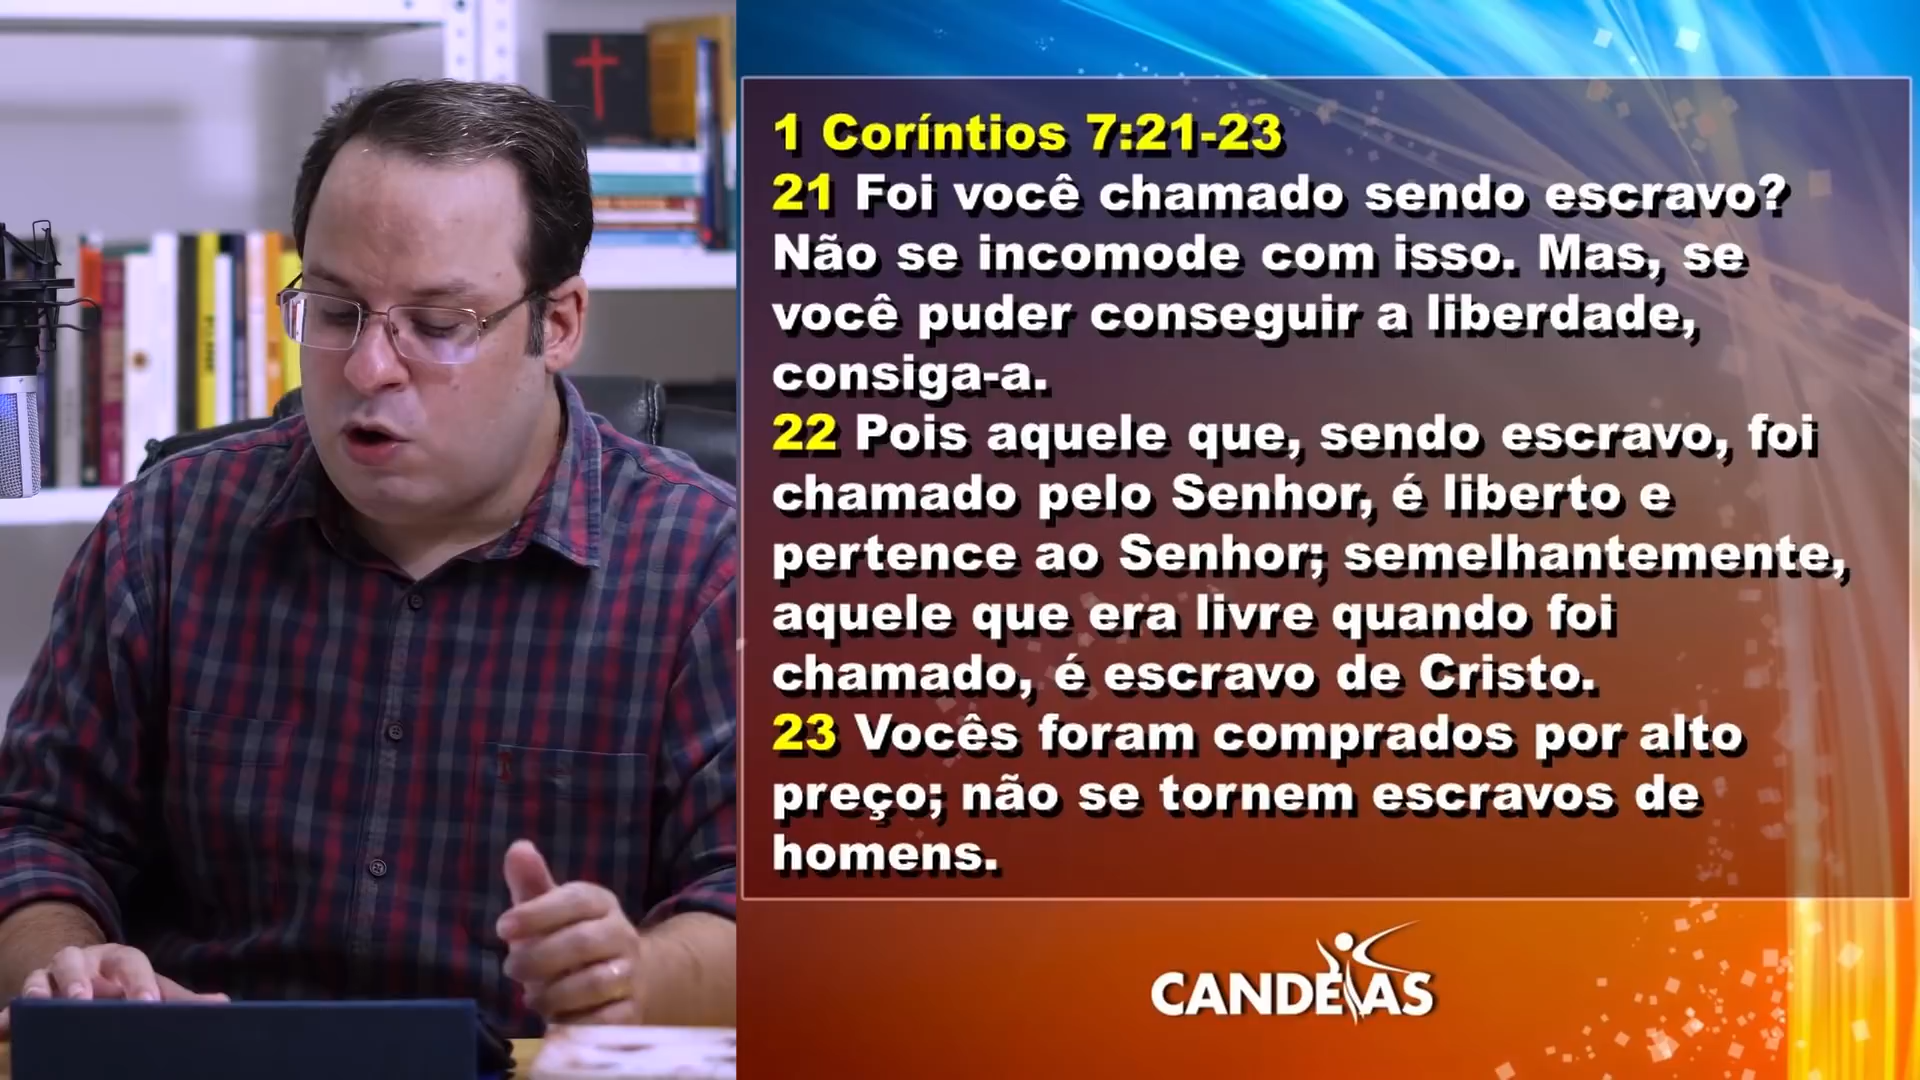 1 Coríntios 7:21-23
21 Foi você chamado sendo escravo?
Não se incomode com isso. Mas, se
você puder conseguir a liberdade,
consiga-a.
22 Pois aquele que, sendo escravo, foi
chamado pelo Senhor, é liberto e
pertence ao Senhor; semelhantemente,
aquele que era livre quando foi
chamado, é escravo de Cristo.
23 Vocês foram comprados por alto
preço; não se tornem escravos de
homens.
CANDEIAS